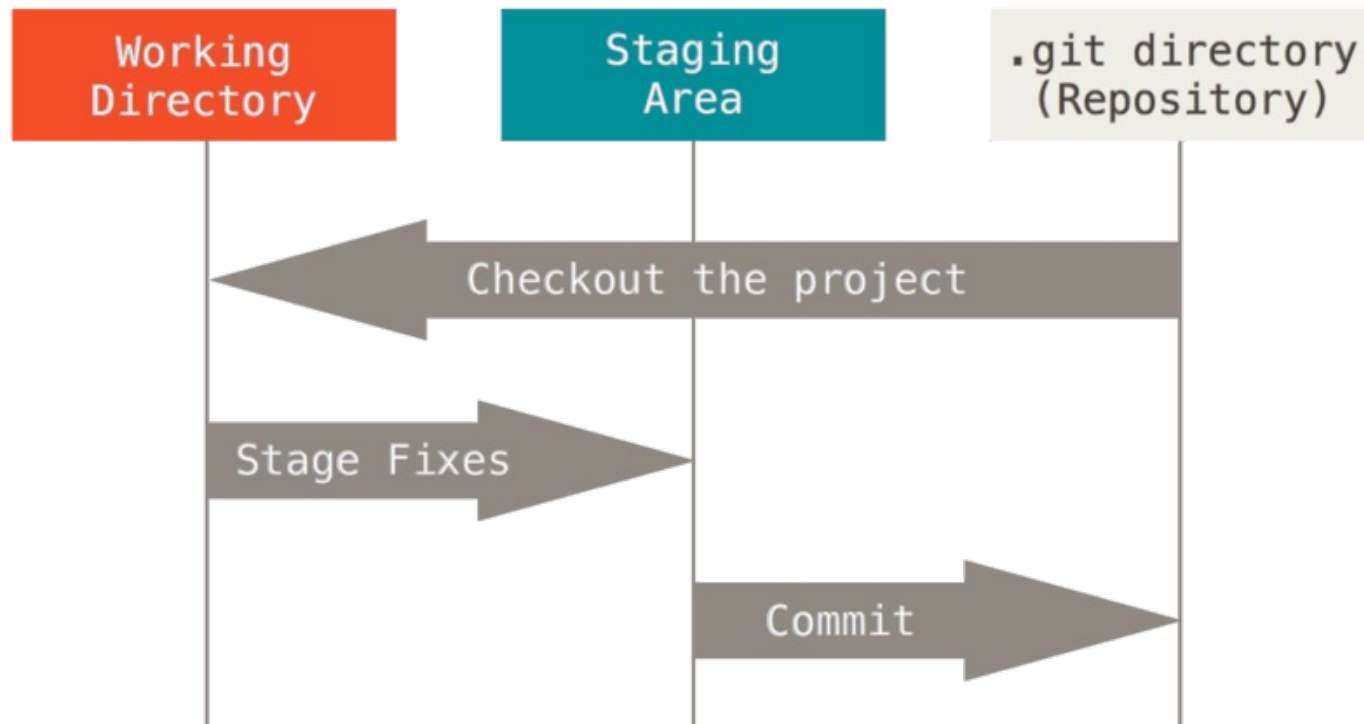 Working
Directory
Staging
Area
.git directory
(Repository)
Checkout the project
Stage Fixes
Commit